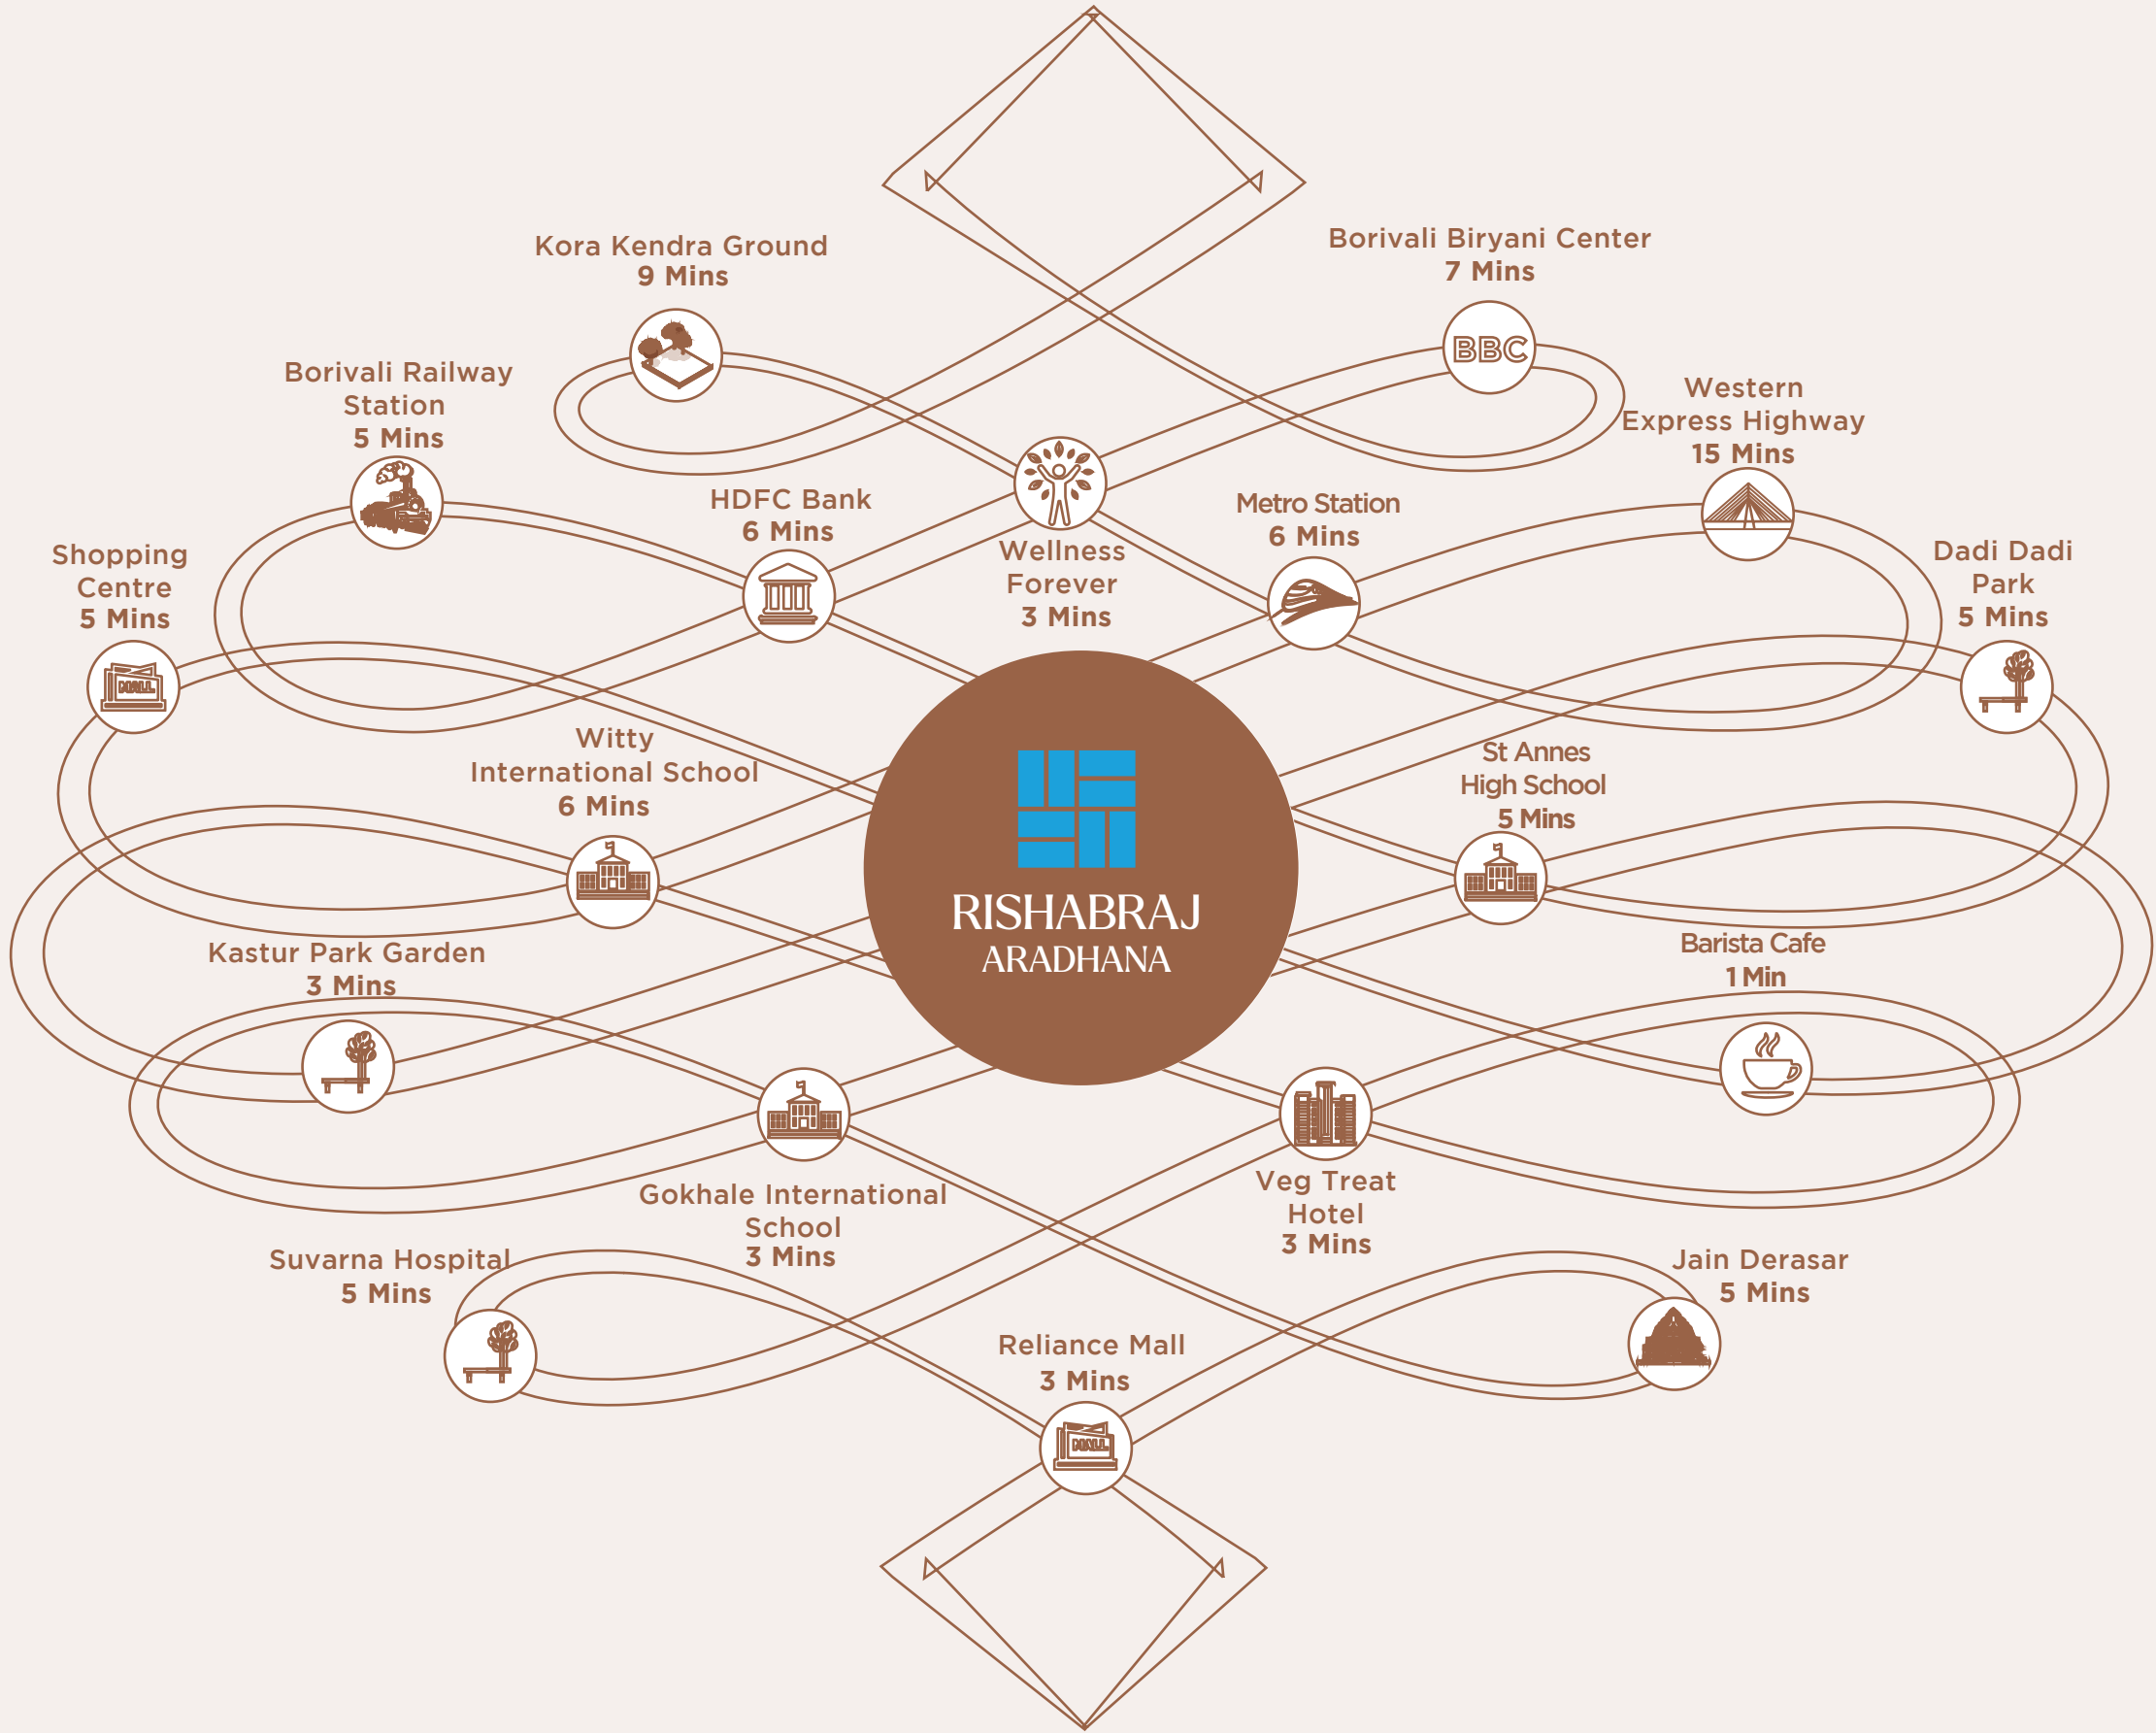 Kora Kendra Ground
9 Mins
Borivali Biryani Center
7 Mins
BBC
Borivali Railway
Station
5 Mins
Western
Express Highway
15 Mins
HDFC Bank
6 Mins
Wellness
Forever
3 Mins
Metro Station
6 Mins
Shopping
Centre
5 Mins
MALL
Dadi Dadi
Park
5 Mins
Witty
International School
6 Mins
St Annes
High School
5 Mins
RISHABRAJ
ARADHANA
Kastur Park Garden
3 Mins
Barista Cafe
1 Min
Gokhale International
School
3 Mins
Veg Treat
Hotel
3 Mins
Suvarna Hospital
5 Mins
Jain Derasar
5 Mins
Reliance Mall
3 Mins
MALL